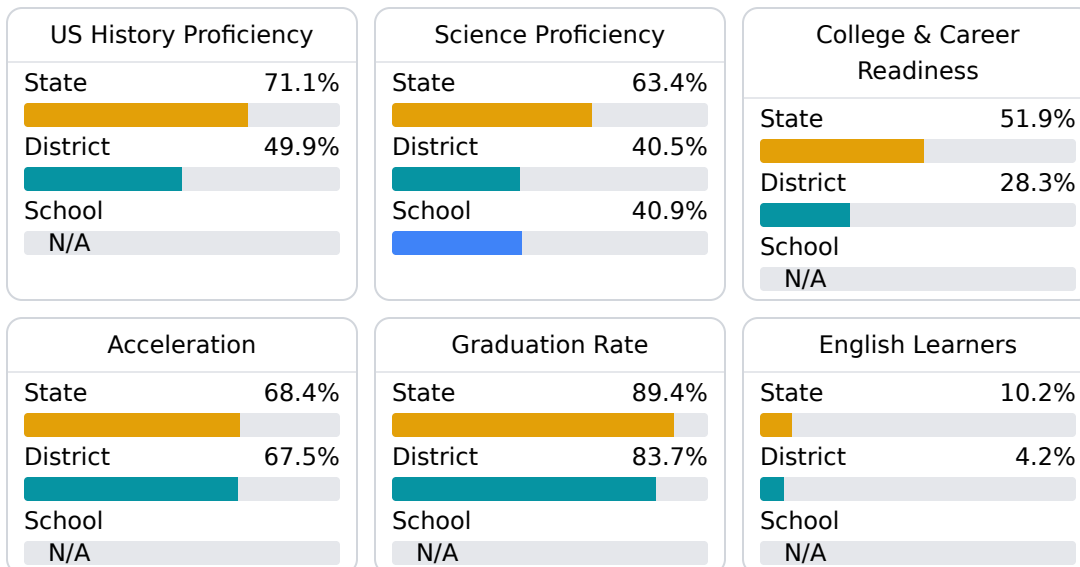 US History Proficiency
State 71.1%
District 49.9%
School
N/A
Science Proficiency
State 63.4%
District 40.5%
School 40.9%
College & Career
Readiness
State 51.9%
District 28.3%
School
N/A
Acceleration
State 68.4%
District 67.5%
School
N/A
Graduation Rate
State 89.4%
District 83.7%
School
N/A
English Learners
State 10.2%
District 4.2%
School
N/A